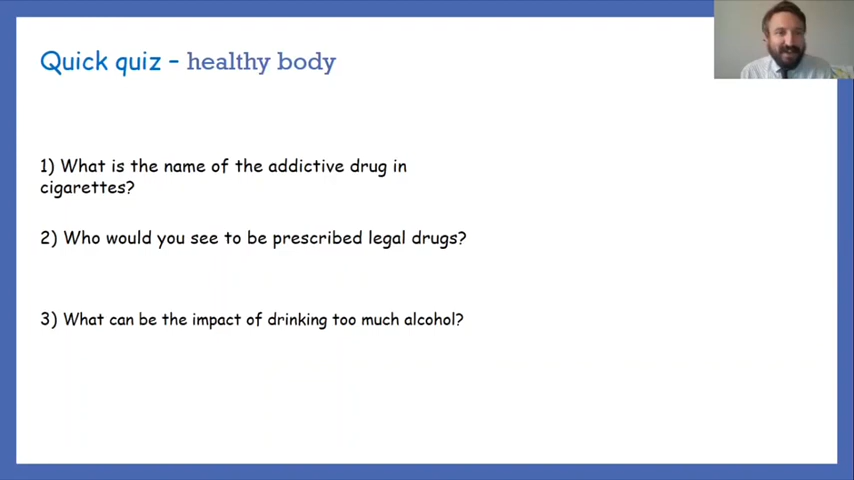 Quick quiz – healthy body
1) What is the name of the addictive drug in
cigarettes?
2) Who would you see to be prescribed legal drugs?
3) What can be the impact of drinking too much alcohol?